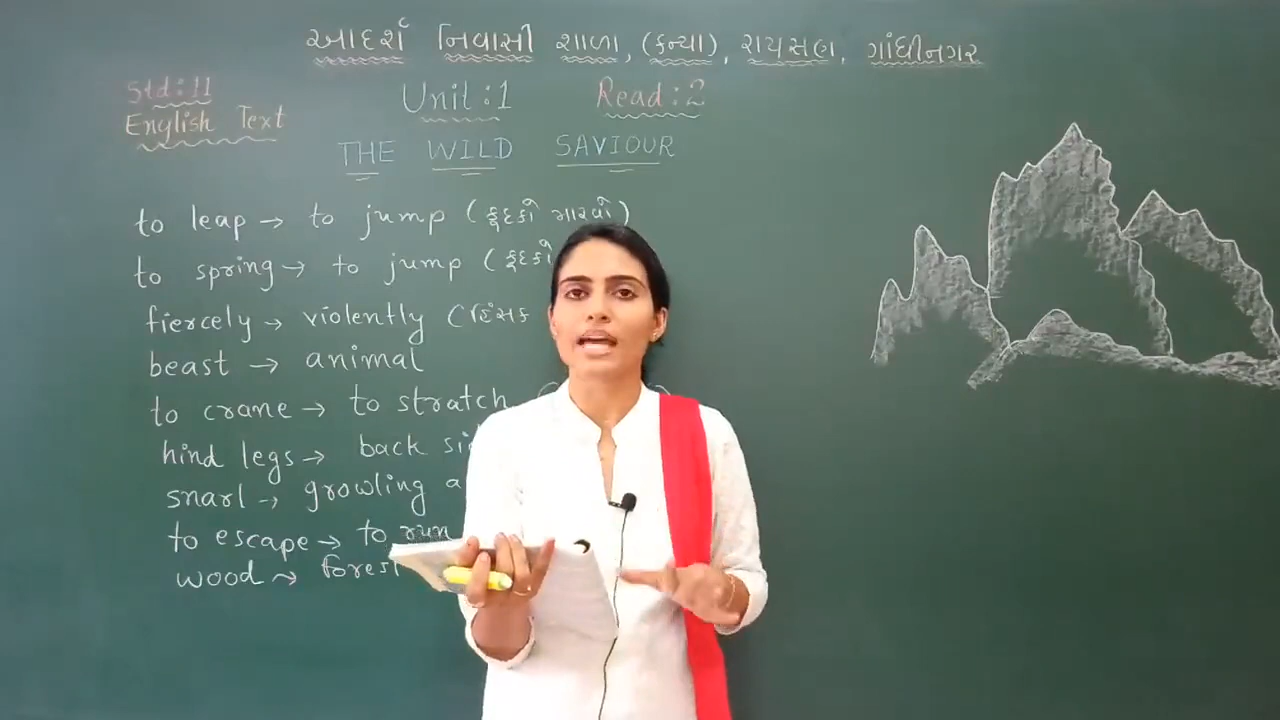 આદર્શ નિવાસી શાળા, (કન્યા), રાયસણ, ગાંધીનગર
Std:11
English Text
Unit:1 Read:2
THE WILD SAVIOUR
to leap → to jump (કૂદકો મારવો)
to spring → to jump (કૂદકો
fiercely → violently (હિંસક
beast → animal
to crane → to stratch
hind legs → back
snarl → growling
to escape → to run
wood → forest